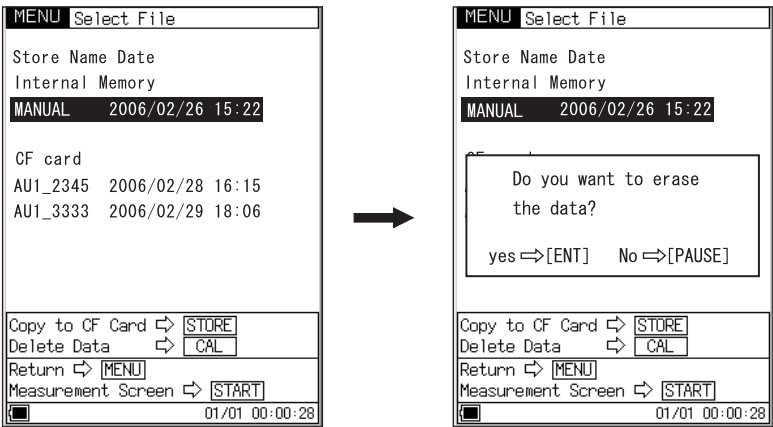 MENU Select File
Store Name Date
Internal Memory
MANUAL 2006/02/26 15:22
CF card
AU1_2345 2006/02/28 16:15
AU1_3333 2006/02/29 18:06
Copy to CF Card ⇨ STORE
Delete Data ⇨ CAL
Return ⇨ MENU
Measurement Screen ⇨ START
01/01 00:00:28
MENU Select File
Store Name Date
Internal Memory
MANUAL 2006/02/26 15:22
Do you want to erase
the data?
yes⇨[ENT] No⇨[PAUSE]
Copy to CF Card ⇨ STORE
Delete Data ⇨ CAL
Return ⇨ MENU
Measurement Screen ⇨ START
01/01 00:00:28